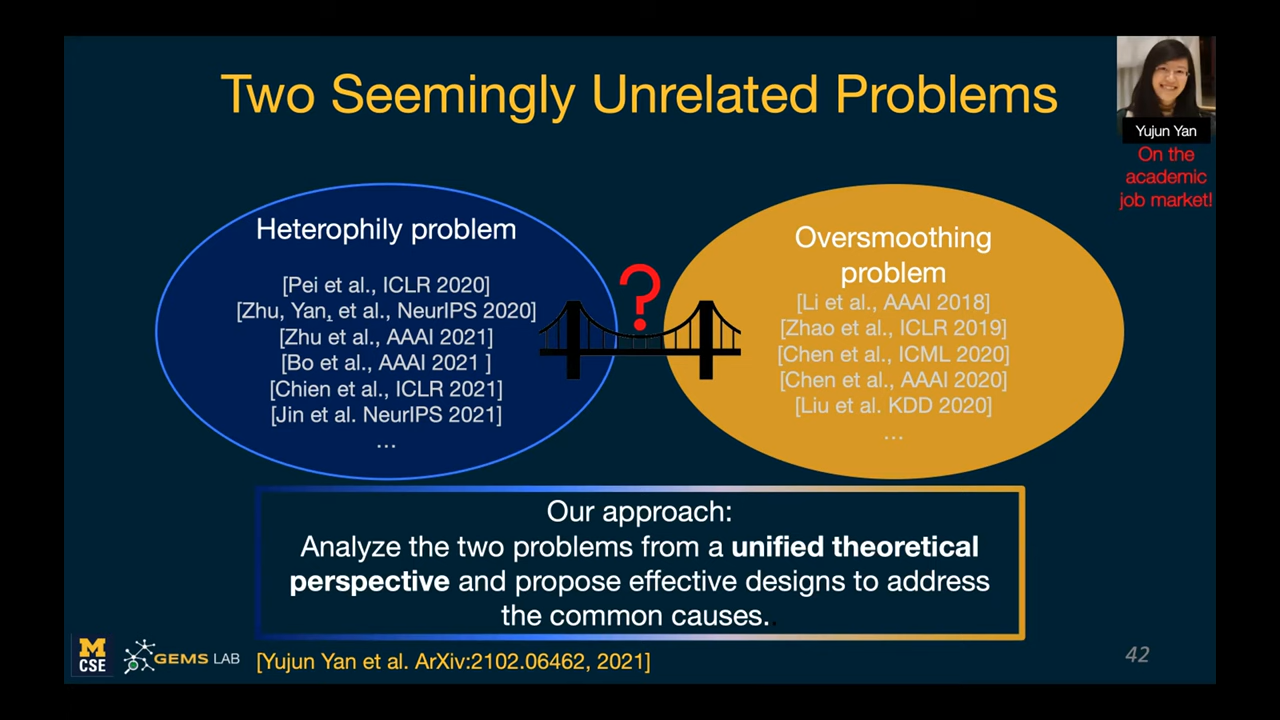 Two Seemingly Unrelated Problems
Yujun Yan
On the
academic
job market!
Heterophily problem
[Pei et al., ICLR 2020]
[Zhu, Yan, et al., NeurIPS 2020]
[Zhu et al., AAAI 2021]
[Bo et al., AAAI 2021 ]
[Chien et al., ICLR 2021]
[Jin et al. NeurIPS 2021]
...
?
Oversmoothing
problem
[Li et al., AAAI 2018]
[Zhao et al., ICLR 2019]
[Chen et al., ICML 2020]
[Chen et al., AAAI 2020]
[Liu et al. KDD 2020]
...
Our approach:
Analyze the two problems from a unified theoretical
perspective and propose effective designs to address
the common causes..
M
CSE
GEMS LAB
[Yujun Yan et al. ArXiv:2102.06462, 2021]
42